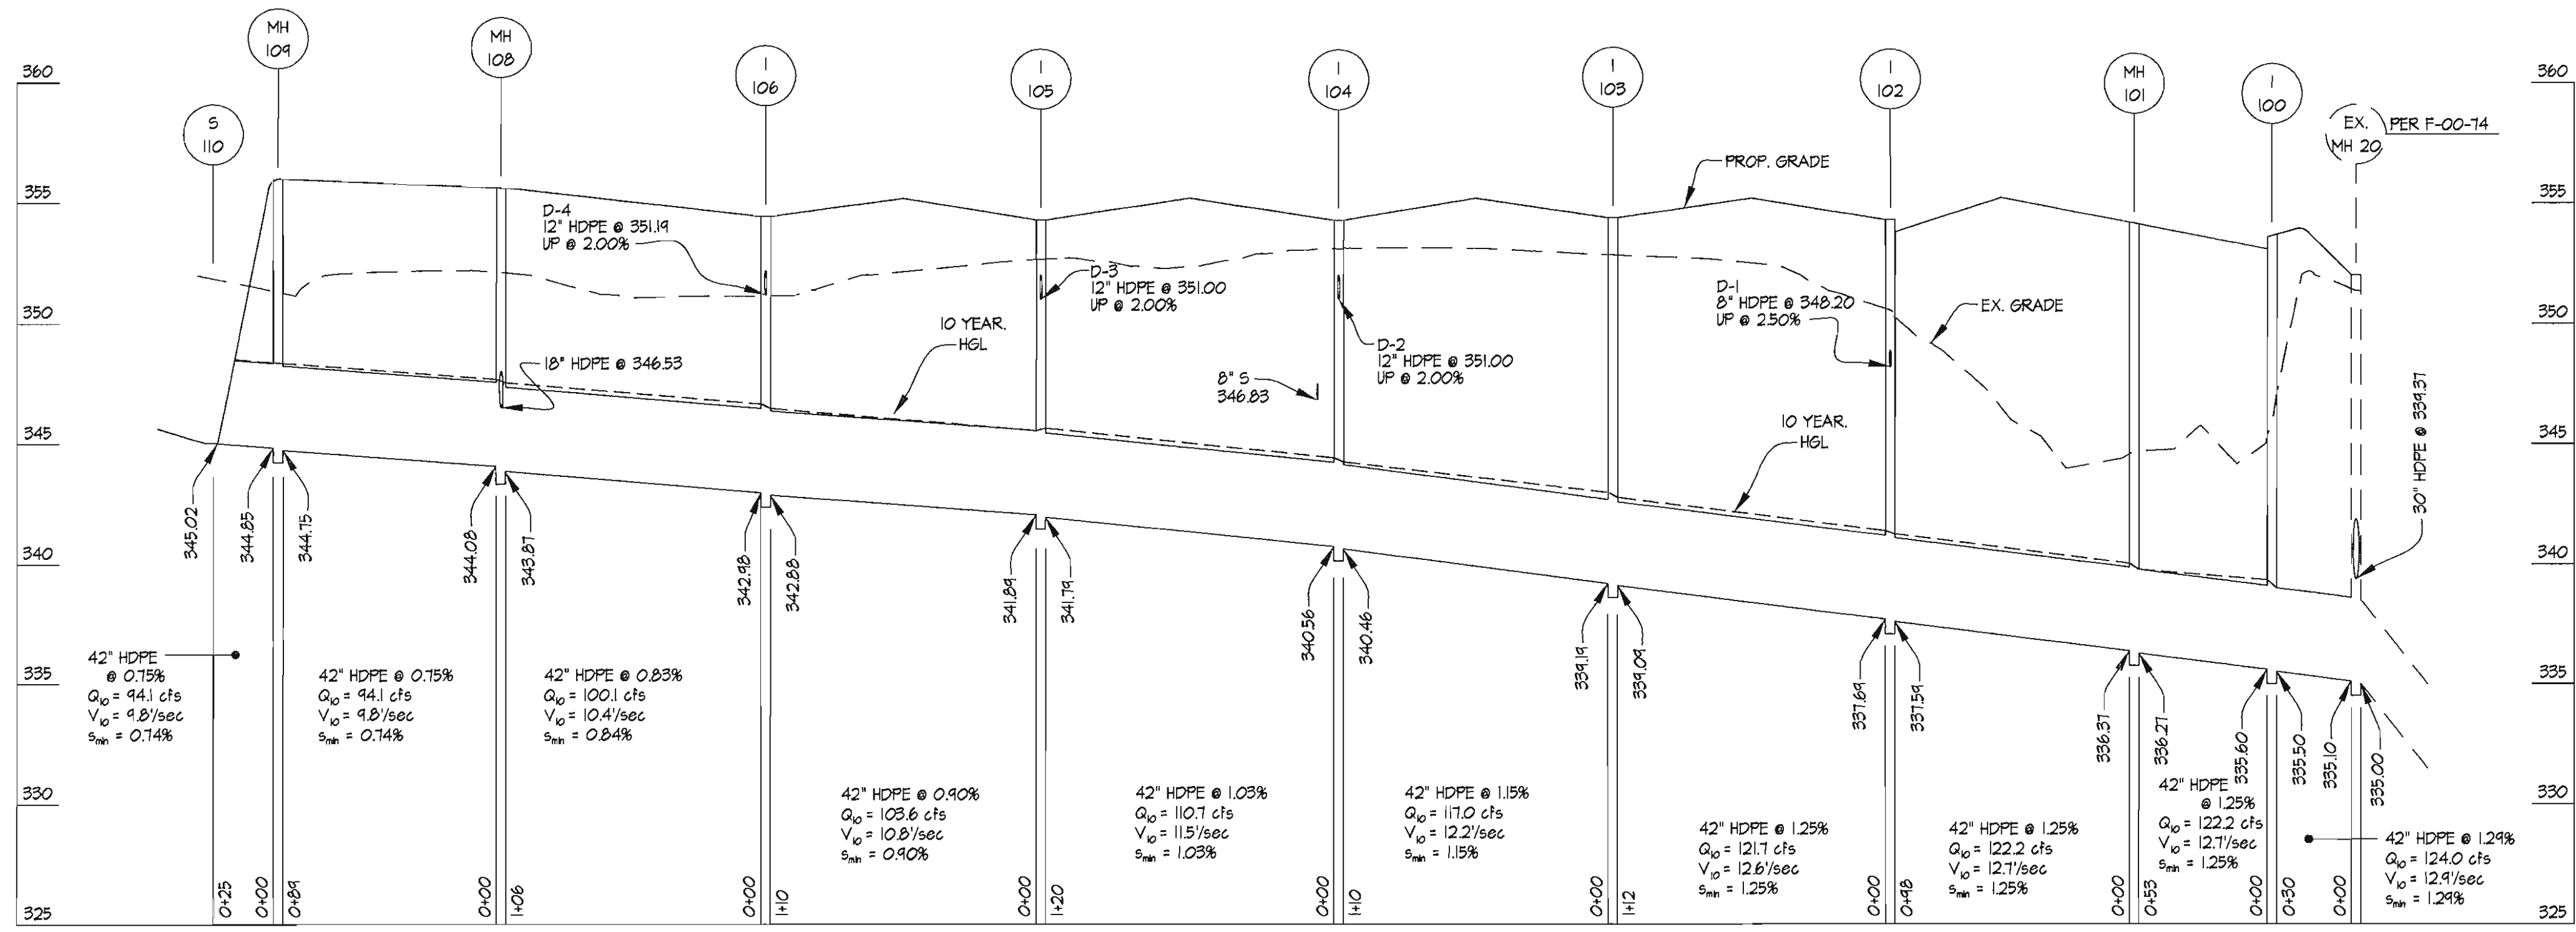 MH
109
MH
108
I
106
I
105
I
104
I
103
I
102
MH
101
I
100
S
110
EX.
MH 20
PER F-00-74
360
355
350
345
340
335
330
325
360
355
350
345
340
335
330
325
PROP. GRADE
D-4
12" HDPE @ 351.19
UP @ 2.00%
D-3
12" HDPE @ 351.00
UP @ 2.00%
D-1
8" HDPE @ 348.20
UP @ 2.50%
EX. GRADE
10 YEAR.
HGL
18" HDPE @ 346.53
8" S
346.83
D-2
12" HDPE @ 351.00
UP @ 2.00%
10 YEAR.
HGL
30" HDPE @ 339.37
345.02
344.85
344.75
344.08
343.87
342.98
342.88
341.89
341.79
340.56
340.46
339.19
339.09
337.69
337.59
336.37
336.27
335.60
335.50
335.10
335.00
42" HDPE
@ 0.75%
Q10 = 94.1 cfs
V10 = 9.8'/sec
smin = 0.74%
42" HDPE @ 0.75%
Q10 = 94.1 cfs
V10 = 9.8'/sec
smin = 0.74%
42" HDPE @ 0.83%
Q10 = 100.1 cfs
V10 = 10.4'/sec
smin = 0.84%
42" HDPE @ 0.90%
Q10 = 103.6 cfs
V10 = 10.8'/sec
smin = 0.90%
42" HDPE @ 1.03%
Q10 = 110.7 cfs
V10 = 11.5'/sec
smin = 1.03%
42" HDPE @ 1.15%
Q10 = 117.0 cfs
V10 = 12.2'/sec
smin = 1.15%
42" HDPE @ 1.25%
Q10 = 121.7 cfs
V10 = 12.6'/sec
smin = 1.25%
42" HDPE @ 1.25%
Q10 = 122.2 cfs
V10 = 12.7'/sec
smin = 1.25%
42" HDPE
@ 1.25%
Q10 = 122.2 cfs
V10 = 12.7'/sec
smin = 1.25%
42" HDPE @ 1.29%
Q10 = 124.0 cfs
V10 = 12.9'/sec
smin = 1.29%
0+25
0+00
0+89
0+00
1+06
0+00
1+10
0+00
1+20
0+00
1+10
0+00
1+12
0+00
0+98
0+00
0+53
0+00
0+30
0+00